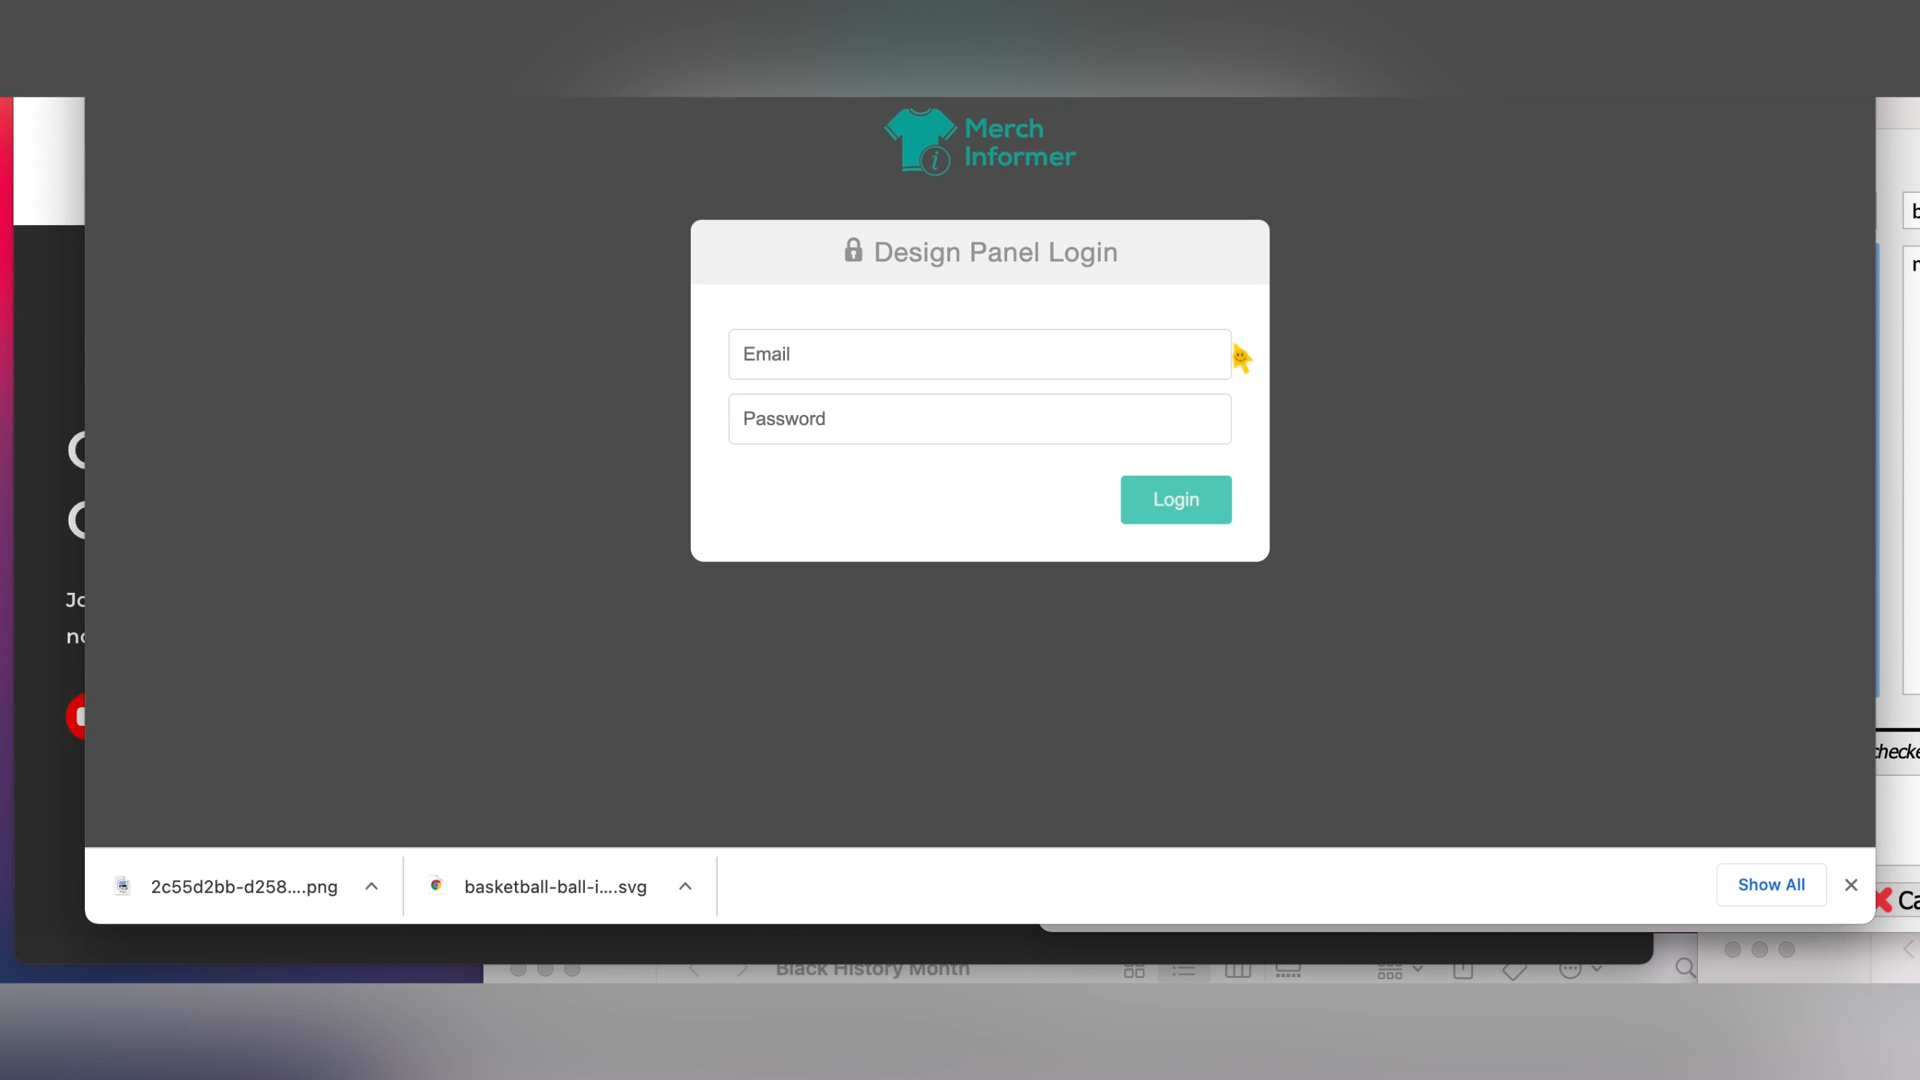 Merch
Informer
Design Panel Login
Email
Password
Login
2c55d2bb-d258....png
basketball-ball-i....svg
Show All
Black History Month